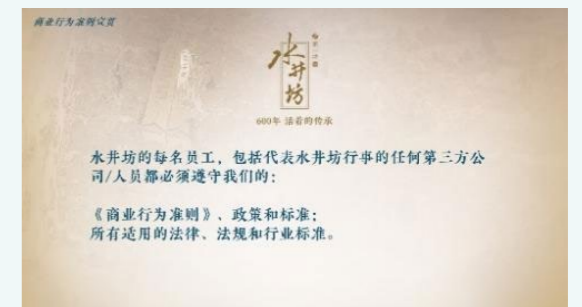 商业行为准则宣贯
水井坊
600年 活着的传承
水井坊的每名员工，包括代表水井坊行事的任何第三方公
司/人员都必须遵守我们的：
《商业行为准则》、政策和标准；
所有适用的法律、法规和行业标准。